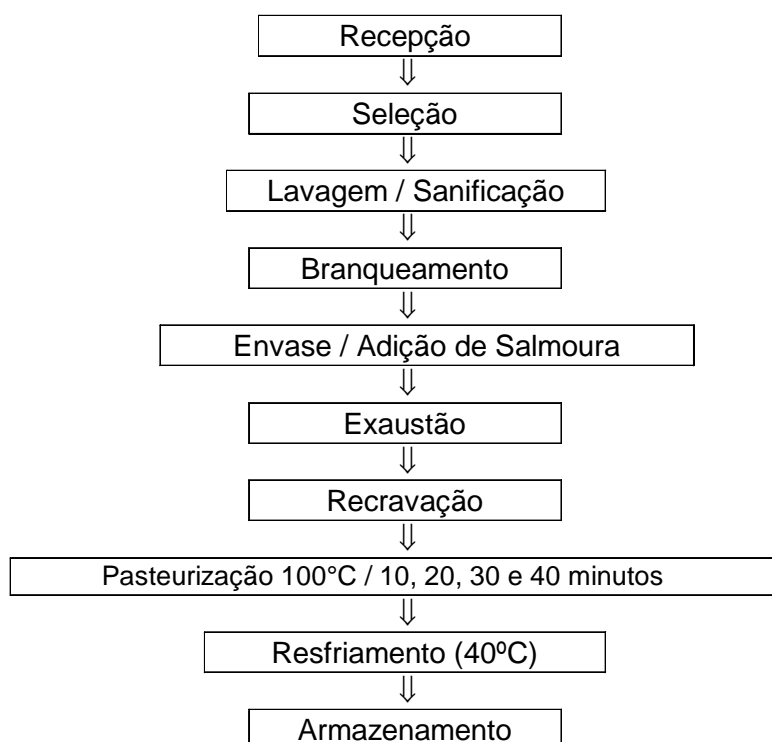 Recepção
⇓
Seleção
⇓
Lavagem / Sanificação
⇓
Branqueamento
⇓
Envase / Adição de Salmoura
⇓
Exaustão
⇓
Recravação
⇓
Pasteurização 100°C / 10, 20, 30 e 40 minutos
⇓
Resfriamento (40ºC)
⇓
Armazenamento